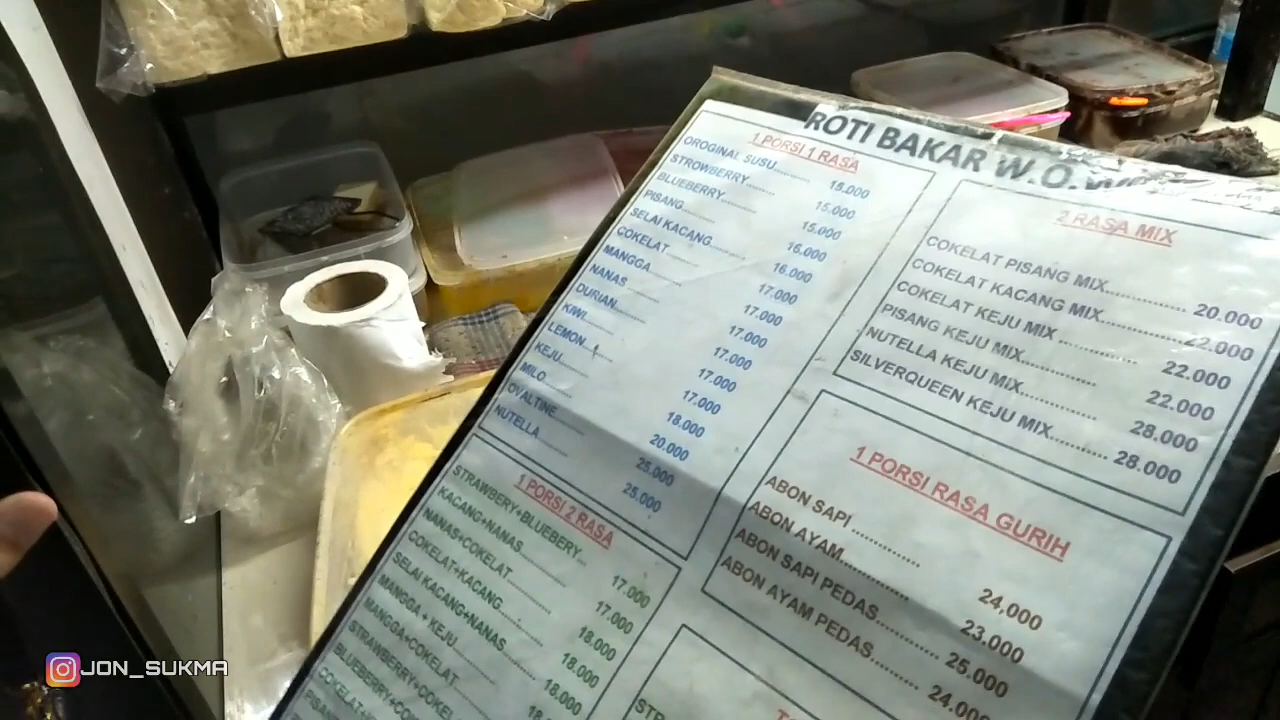 ROTI BAKAR W.O.W
1 PORSI 1 RASA
OROGINAL SUSU.......... 15.000
STROWBERRY........ 15.000
BLUEBERRY.......... 15.000
PISANG.......... 16.000
SELAI KACANG.......... 16.000
COKELAT........ 17.000
MANGGA.......... 17.000
NANAS.......... 17.000
DURIAN.......... 17.000
KIWI........ 17.000
LEMON...... 17.000
KEJU........ 18.000
MILO........ 20.000
OVALTINE........ 25.000
NUTELLA........ 25.000
1 PORSI 2 RASA
STRAWBERY+BLUEBERY... 17.000
KACANG+NANAS.......... 17.000
NANAS+COKELAT.......... 18.000
COKELAT+KACANG.......... 18.000
SELAI KACANG+NANAS........ 18.000
MANGGA+KEJU
MANGGA+COKELAT
STRAWBERRY+COKEL
BLUEBERRY+CO
2 RASA MIX
COKELAT PISANG MIX.............. 20.000
COKELAT KACANG MIX.............. 22.000
COKELAT KEJU MIX .............. 22.000
PISANG KEJU MIX.............. 22.000
NUTELLA KEJU MIX.......... 28.000
SILVERQUEEN KEJU MIX.......... 28.000
1 PORSI RASA GURIH
ABON SAPI .............. 24,000
ABON AYAM.............. 23.000
ABON SAPI PEDAS.......... 25.000
ABON AYAM PEDAS.......... 24.000
JON_SUKMA